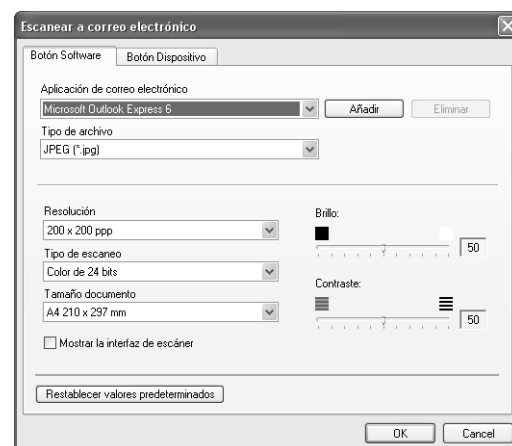 Escanear a correo electrónico
Botón Software
Botón Dispositivo
Aplicación de correo electrónico
Microsoft Outlook Express 6
Añadir
Eliminar
Tipo de archivo
JPEG (*.jpg)
Resolución
200 x 200 ppp
Tipo de escaneo
Color de 24 bits
Tamaño documento
A4 210 x 297 mm
Mostrar la interfaz de escáner
Brillo:
50
Contraste:
50
Restablecer valores predeterminados
OK
Cancel